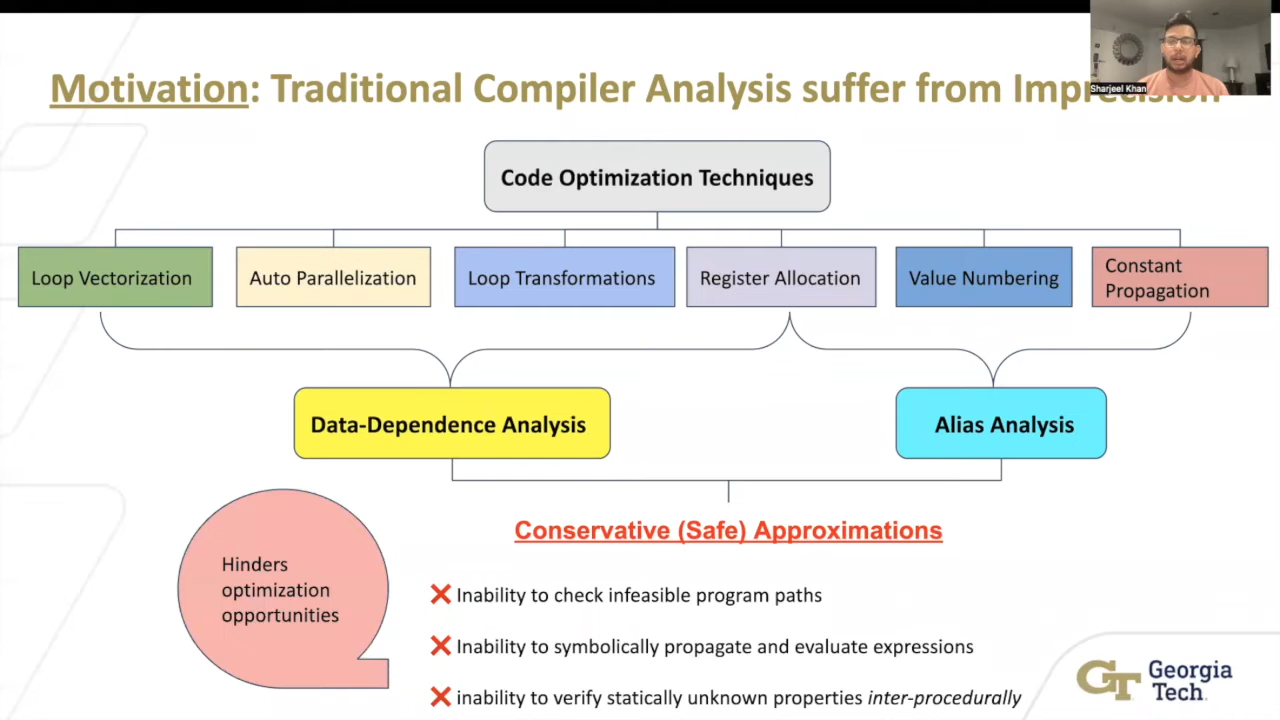 Motivation: Traditional Compiler Analysis suffer from Imprecision
Sharjeel Khan
Code Optimization Techniques
Loop Vectorization
Auto Parallelization
Loop Transformations
Register Allocation
Value Numbering
Constant
Propagation
Data-Dependence Analysis
Alias Analysis
Conservative (Safe) Approximations
Hinders
optimization
opportunities
❌ Inability to check infeasible program paths
❌ Inability to symbolically propagate and evaluate expressions
❌ inability to verify statically unknown properties inter-procedurally
GT Georgia
Tech